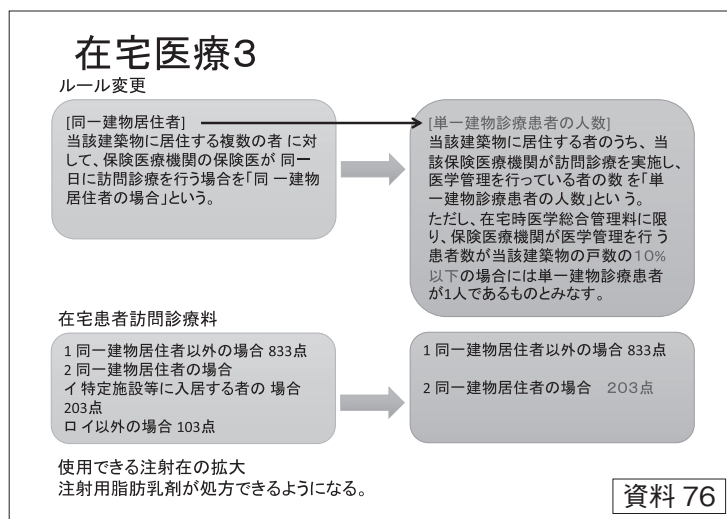 在宅医療3
ルール変更
[同一建物居住者]
当該建築物に居住する複数の者 に対
して、保険医療機関の保険医が 同一
日に訪問診療を行う場合を「同 一建物
居住者の場合」という。
[単一建物診療患者の人数]
当該建築物に居住する者のうち、 当
該保険医療機関が訪問診療を実施し、
医学管理を行っている者の数 を「単
一建物診療患者の人数」とい う。
ただし、在宅時医学総合管理料に限
り、保険医療機関が医学管理を行 う
患者数が当該建築物の戸数の10%
以下の場合には単一建物診療患者
が1人であるものとみなす。
在宅患者訪問診療料
1 同一建物居住者以外の場合 833点
2 同一建物居住者の場合
イ 特定施設等に入居する者の 場合
203点
ロ イ以外の場合 103点
1 同一建物居住者以外の場合 833点
2 同一建物居住者の場合 203点
使用できる注射在の拡大
注射用脂肪乳剤が処方できるようになる。
資料 76